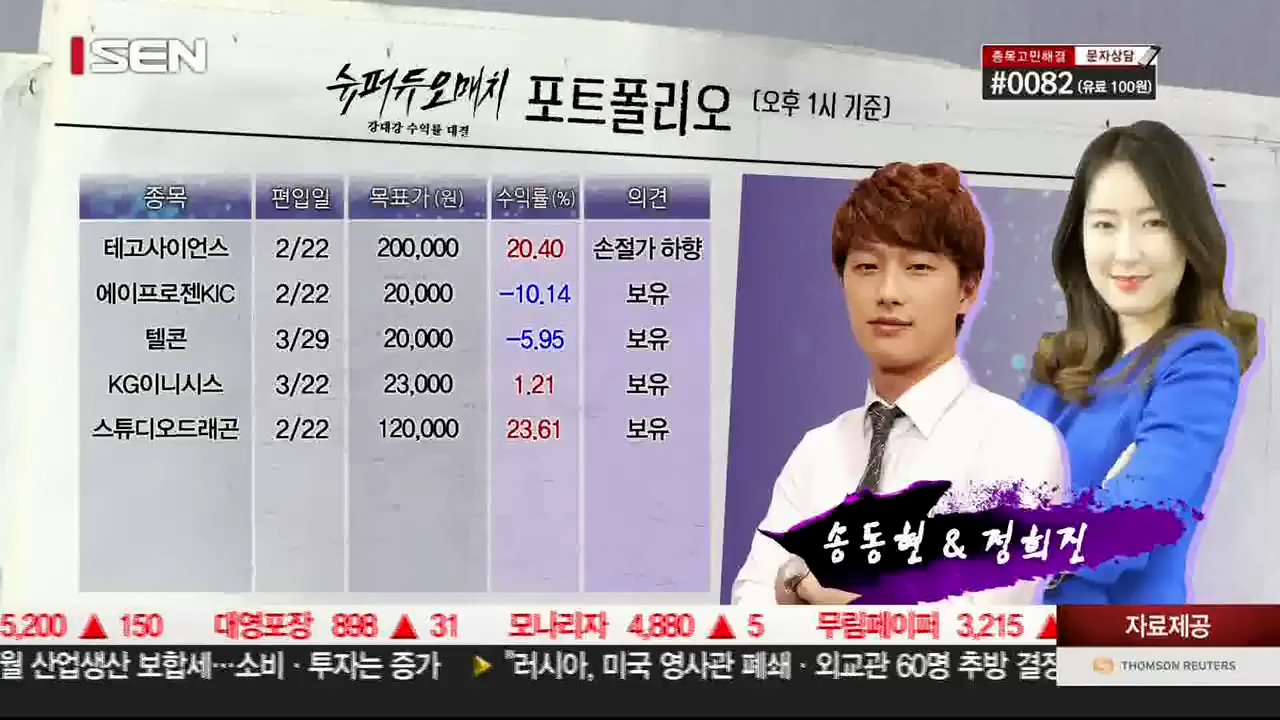 SEN
종목고민해결 문자상담
#0082 (유료 100원)
슈퍼듀오매치 포트폴리오 [오후 1시 기준]
강대강 수익률 대결
종목 편입일 목표가(원) 수익률(%) 의견
테고사이언스 2/22 200,000 20.40 손절가 하향
에이프로젠KIC 2/22 20,000 -10.14 보유
텔콘 3/29 20,000 -5.95 보유
KG이니시스 3/22 23,000 1.21 보유
스튜디오드래곤 2/22 120,000 23.61 보유
송동현 & 정희진
5,200 ▲ 150 대영포장 898 ▲ 31 모나리자 4,880 ▲ 5 무림페이퍼 3,215 ▲
자료제공
월 산업생산 보합세…소비·투자는 증가 ▶ "러시아, 미국 영사관 폐쇄·외교관 60명 추방 결정
THOMSON REUTERS